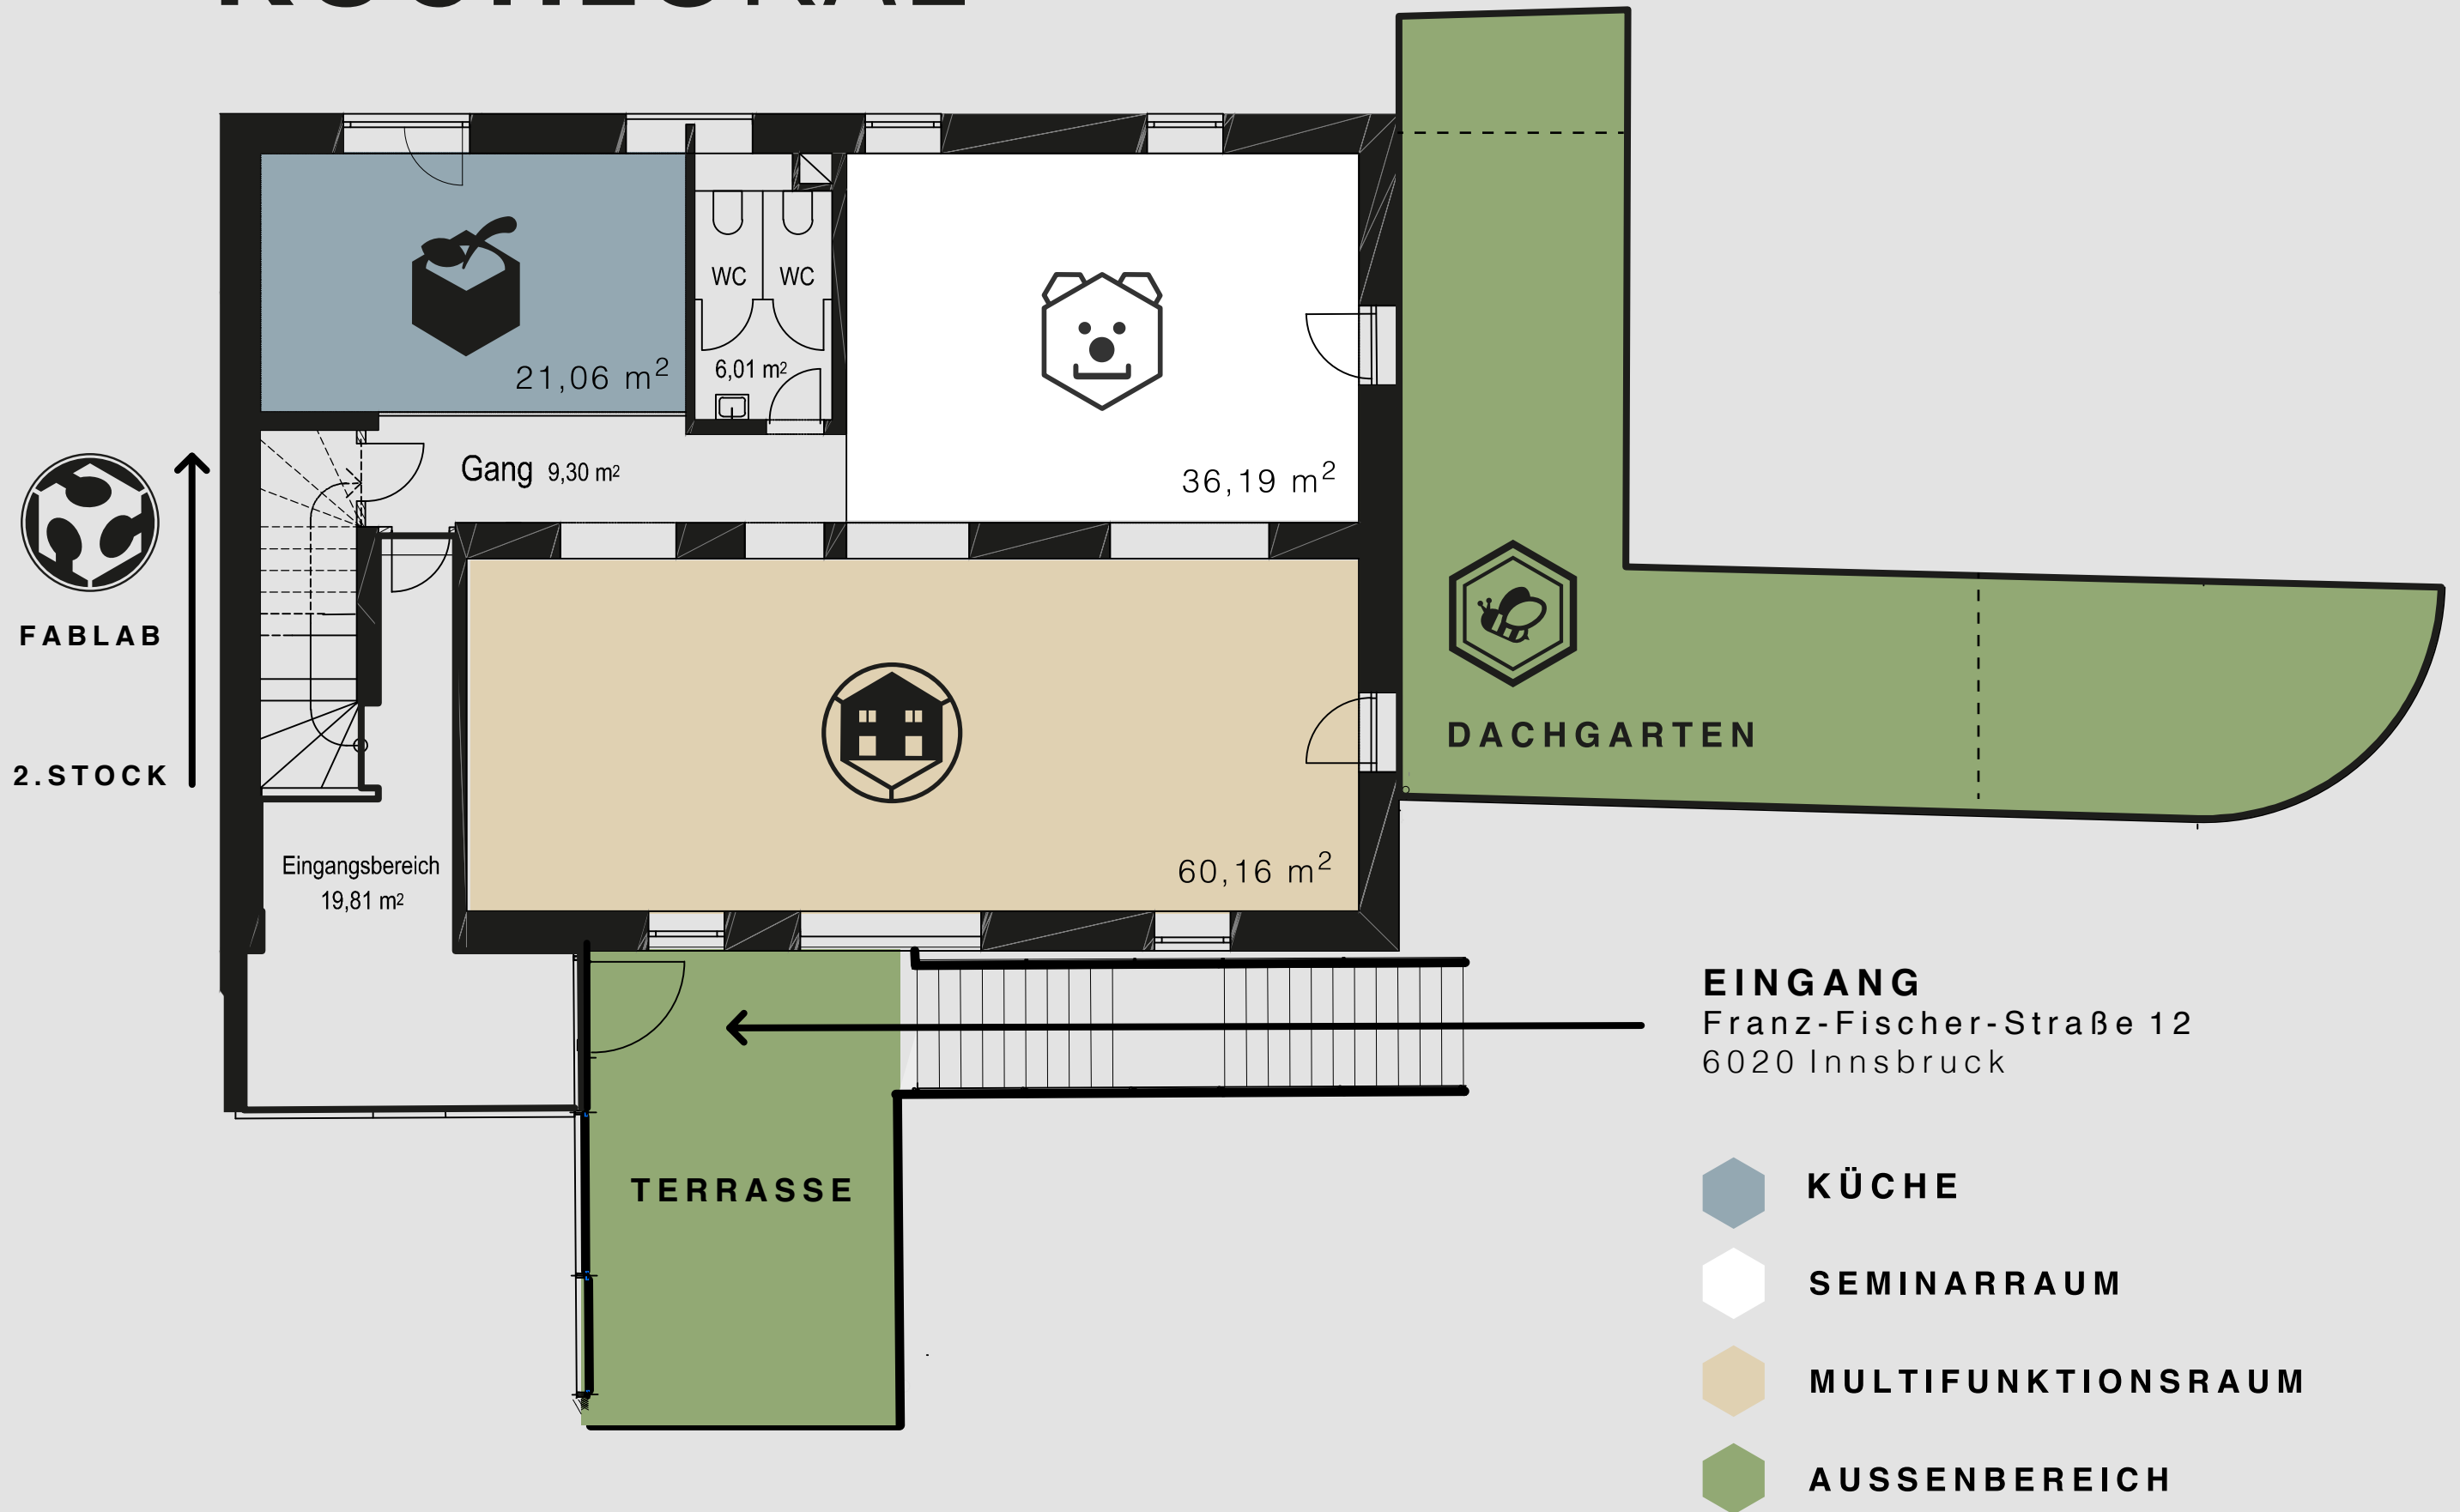 WC WC
21,06 m²
6,01 m²
Gang 9,30 m²
36,19 m²
FABLAB
2.STOCK
DACHGARTEN
Eingangsbereich
19,81 m²
60,16 m²
EINGANG
Franz-Fischer-Straße 12
6020 Innsbruck
TERRASSE
KÜCHE
SEMINARRAUM
MULTIFUNKTIONSRAUM
AUSSENBEREICH